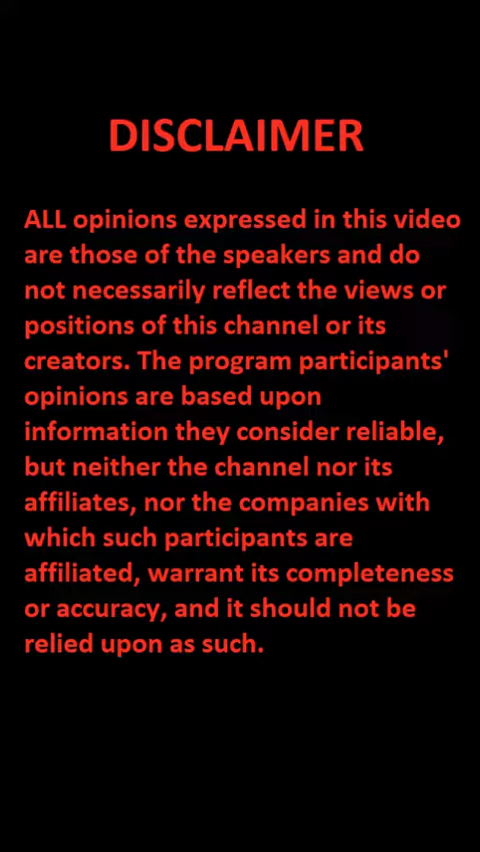 DISCLAIMER
ALL opinions expressed in this video
are those of the speakers and do
not necessarily reflect the views or
positions of this channel or its
creators. The program participants'
opinions are based upon
information they consider reliable,
but neither the channel nor its
affiliates, nor the companies with
which such participants are
affiliated, warrant its completeness
or accuracy, and it should not be
relied upon as such.